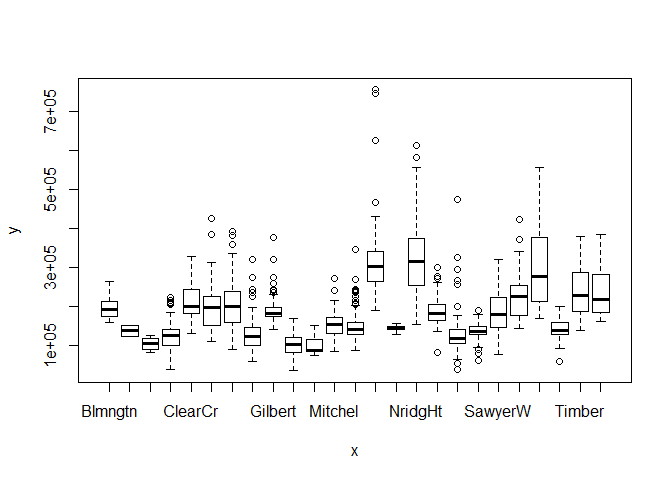 7e+05
5e+05
3e+05
1e+05
y
Blmngtn ClearCr Gilbert Mitchel NridgHt SawyerW Timber
x